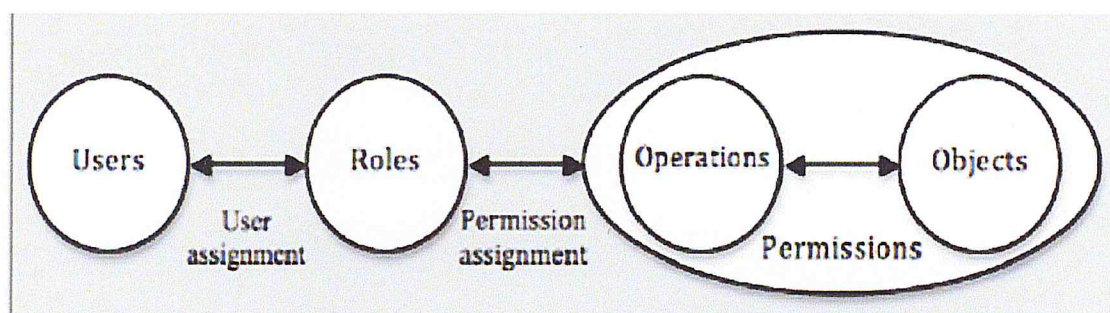 Users
Roles
Operations
Objects
User
assignment
Permission
assignment
Permissions